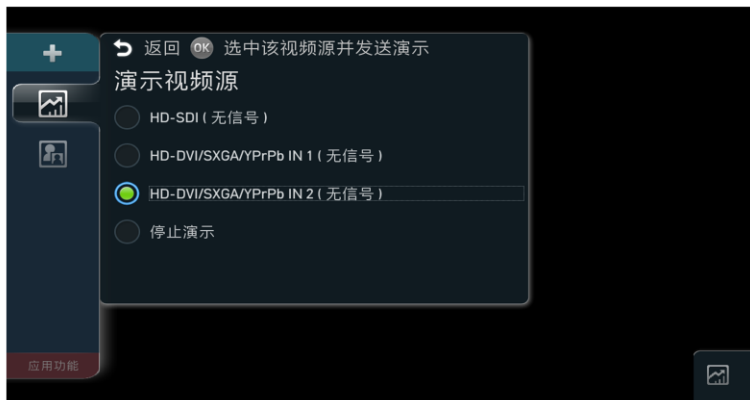 返回 OK 选中该视频源并发送演示
演示视频源
HD-SDI ( 无信号 )
HD-DVI/SXGA/YPrPb IN 1 ( 无信号 )
HD-DVI/SXGA/YPrPb IN 2 ( 无信号 )
停止演示
应用功能